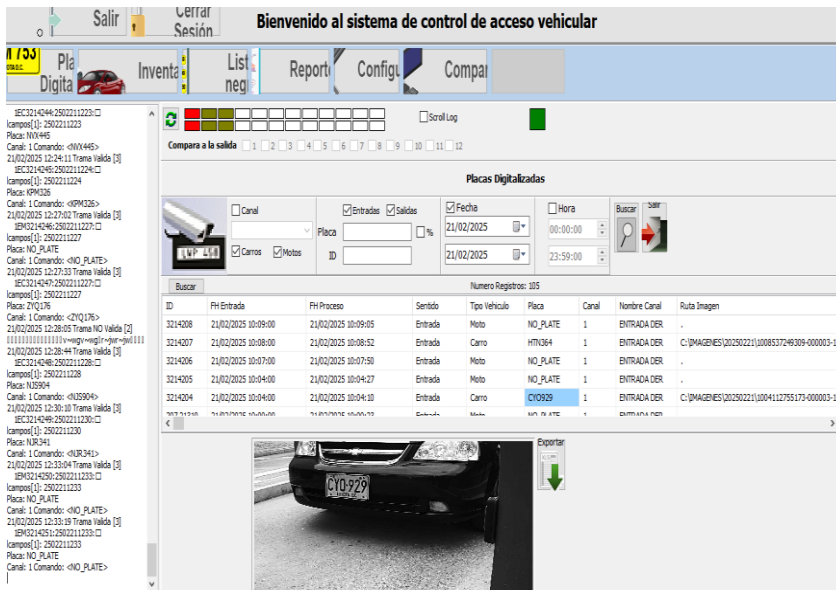 Salir
Cerrar
Sesión
Bienvenido al sistema de control de acceso vehicular
Pla
Digita
Inventa
List
negr
Report
Configu
Compar
1EC3214244:2502211223:□
lcampos[1]: 2502211223
Placa: NVX445
Canal: 1 Comando: <NVX445>
21/02/2025 12:24:11 Trama Valida [3]
1EC3214245:2502211224:□
lcampos[1]: 2502211224
Placa: KPM326
Canal: 1 Comando: <KPM326>
21/02/2025 12:27:02 Trama Valida [3]
1EM3214246:2502211227:□
lcampos[1]: 2502211227
Placa: NO_PLATE
Canal: 1 Comando: <NO_PLATE>
21/02/2025 12:27:33 Trama Valida [3]
1EC3214247:2502211227:□
lcampos[1]: 2502211227
Placa: ZYQ176
Canal: 1 Comando: <ZYQ176>
21/02/2025 12:28:05 Trama NO Valida [2]
21/02/2025 12:28:44 Trama Valida [3]
1EC3214248:2502211228:□
lcampos[1]: 2502211228
Placa: NJS904
Canal: 1 Comando: <NJS904>
21/02/2025 12:30:10 Trama Valida [3]
1EC3214249:2502211230:□
lcampos[1]: 2502211230
Placa: NJR341
Canal: 1 Comando: <NJR341>
21/02/2025 12:33:04 Trama Valida [3]
1EM3214250:2502211233:□
lcampos[1]: 2502211233
Placa: NO_PLATE
Canal: 1 Comando: <NO_PLATE>
21/02/2025 12:33:19 Trama Valida [3]
1EM3214251:2502211233:□
lcampos[1]: 2502211233
Placa: NO_PLATE
Canal: 1 Comando: <NO_PLATE>
Scroll Log
Compara a la salida 1 2 3 4 5 6 7 8 9 10 11 12
Placas Digitalizadas
Canal
Carros Motos
Entradas Salidas
Placa %
ID
Fecha
21/02/2025
21/02/2025
Hora
00:00:00
23:59:00
Buscar
Salir
Buscar Numero Registros: 105
ID FH Entrada FH Proceso Sentido Tipo Vehiculo Placa Canal Nombre Canal Ruta Imagen
3214208 21/02/2025 10:09:00 21/02/2025 10:09:05 Entrada Moto NO_PLATE 1 ENTRADA DER .
3214207 21/02/2025 10:08:00 21/02/2025 10:08:52 Entrada Carro HTN364 1 ENTRADA DER C:\IMAGENES\20250221\1008537249309-000003-1
3214206 21/02/2025 10:07:00 21/02/2025 10:07:50 Entrada Moto NO_PLATE 1 ENTRADA DER .
3214205 21/02/2025 10:04:00 21/02/2025 10:04:27 Entrada Moto NO_PLATE 1 ENTRADA DER .
3214204 21/02/2025 10:04:00 21/02/2025 10:04:10 Entrada Carro CYO929 1 ENTRADA DER C:\IMAGENES\20250221\1004112755173-000003-1
Exportar
CYO·929